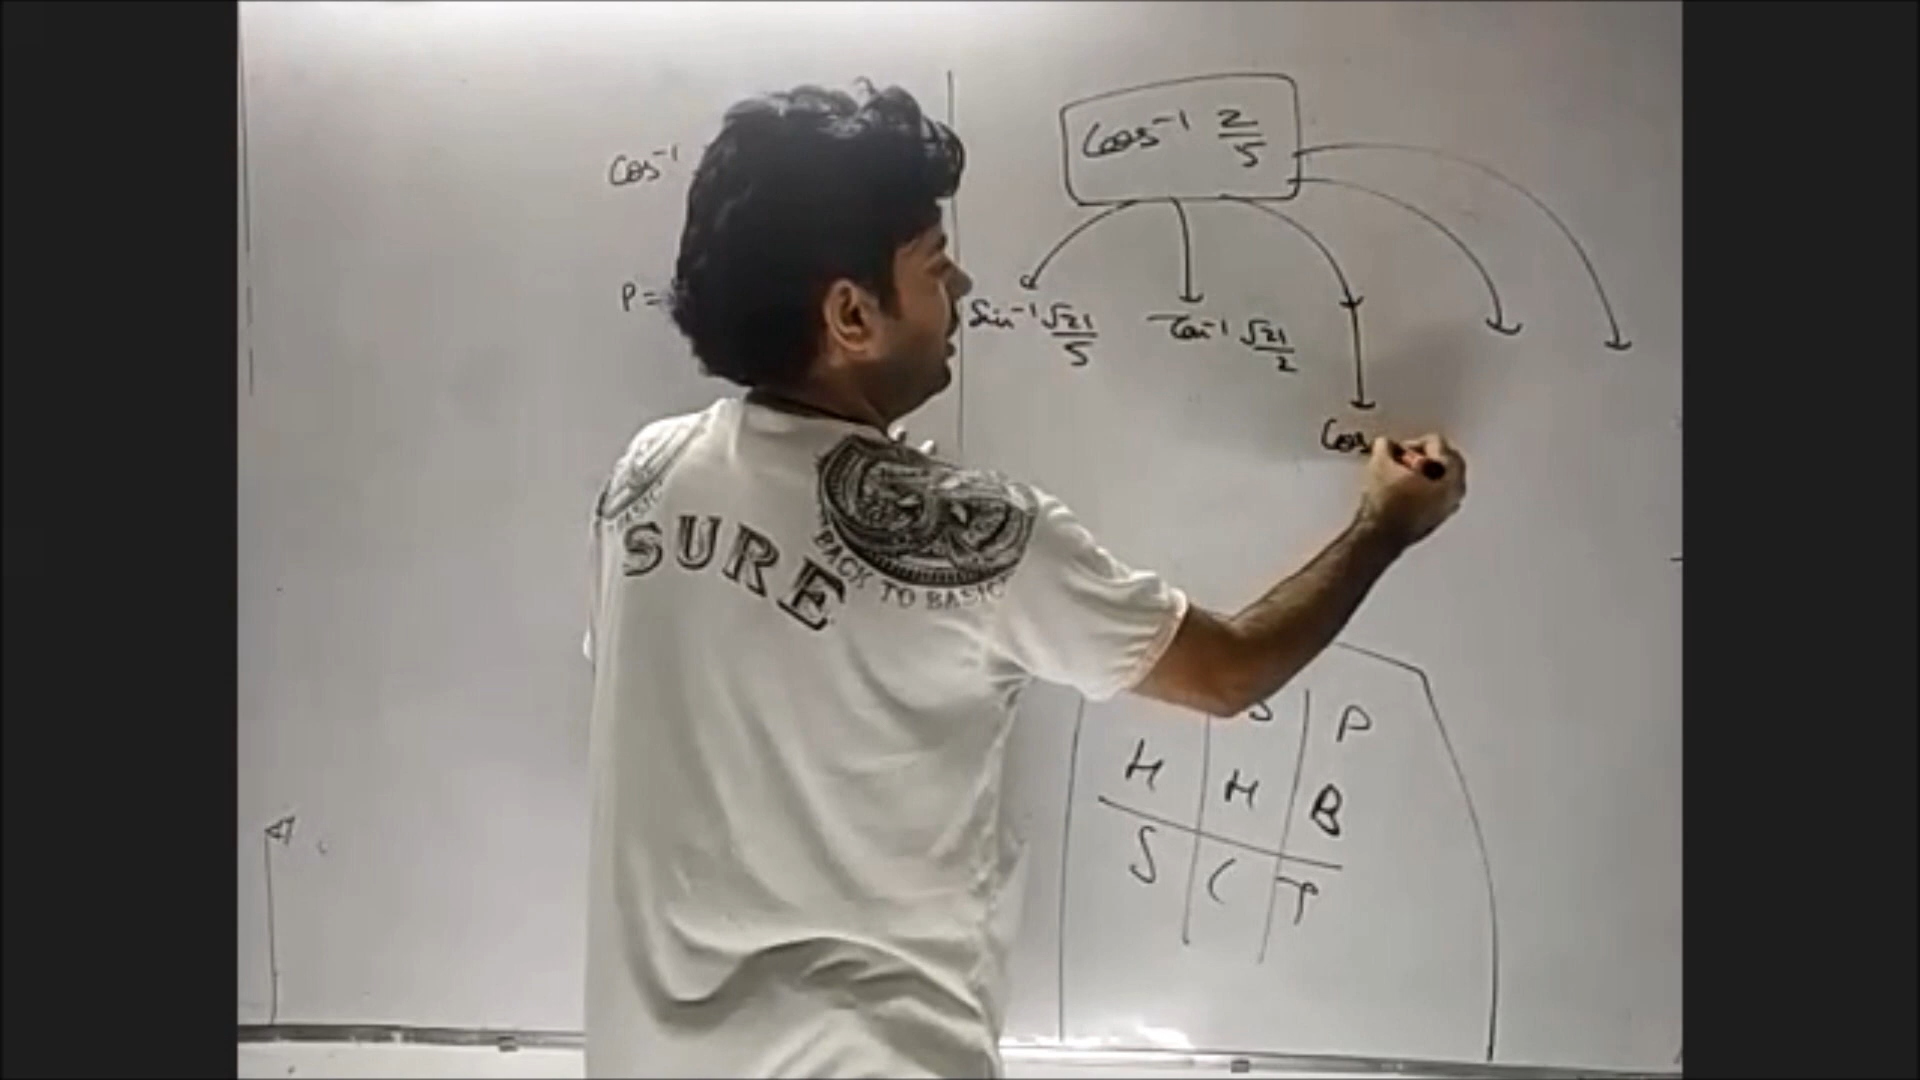 Cos⁻¹
P =
Cos⁻¹ 2/5
Sin⁻¹ √21/5
Tan⁻¹ √21/2
Cos
P
H H B
S C T
SURE
BACK TO BASIC